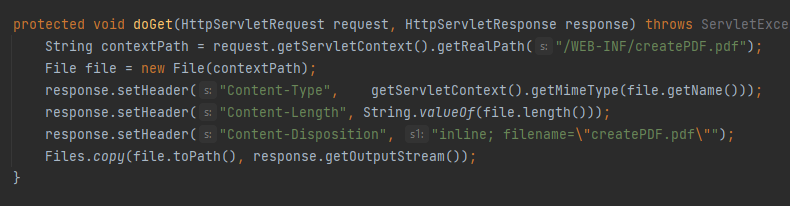 protected void doGet(HttpServletRequest request, HttpServletResponse response) throws ServletExce
String contextPath = request.getServletContext().getRealPath( s: "/WEB-INF/createPDF.pdf");
File file = new File(contextPath);
response.setHeader( s: "Content-Type",    getServletContext().getMimeType(file.getName()));
response.setHeader( s: "Content-Length", String.valueOf(file.length()));
response.setHeader( s: "Content-Disposition", s1: "inline; filename=\"createPDF.pdf\"");
Files.copy(file.toPath(), response.getOutputStream());
}